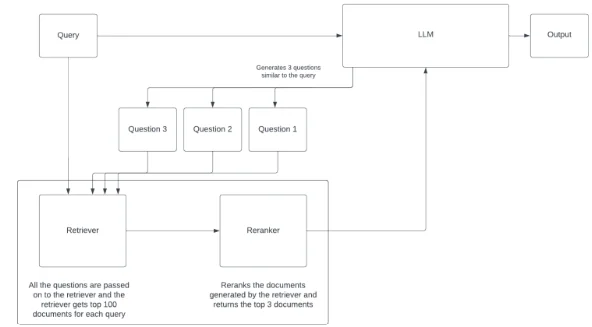 Query
LLM
Output
Generates 3 questions
similar to the query
Question 3
Question 2
Question 1
Retriever
Reranker
All the questions are passed
on to the retriever and the
retriever gets top 100
documents for each query
Reranks the documents
generated by the retriever and
returns the top 3 documents